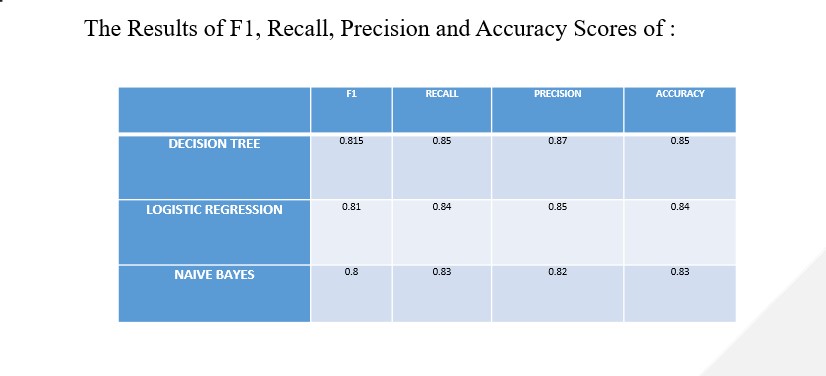 The Results of F1, Recall, Precision and Accuracy Scores of :
F1 RECALL PRECISION ACCURACY
DECISION TREE 0.815 0.85 0.87 0.85
LOGISTIC REGRESSION 0.81 0.84 0.85 0.84
NAIVE BAYES 0.8 0.83 0.82 0.83